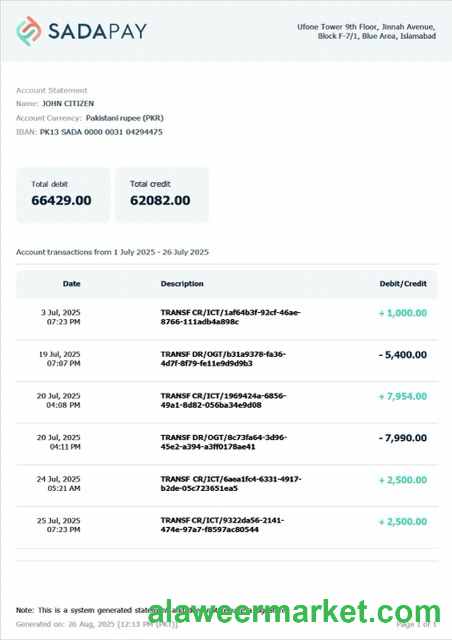 SADAPAY
Ufone Tower 9th Floor, Jinnah Avenue,
Block F-7/1, Blue Area, Islamabad
Account Statement
Name: JOHN CITIZEN
Account Currency: Pakistani rupee (PKR)
IBAN: PK13 SADA 0000 0031 04294475
Total debit
66429.00
Total credit
62082.00
Account transactions from 1 July 2025 - 26 July 2025
Date Description Debit/Credit
3 Jul, 2025 TRANSF CR/ICT/1af64b3f-92cf-46ae- + 1,000.00
07:23 PM 8766-111adb4a898c
19 Jul, 2025 TRANSF DR/OGT/b31a9378-fa36- - 5,400.00
07:07 PM 4d7f-8f79-fe11e9d9d9b3
20 Jul, 2025 TRANSF CR/ICT/1969424a-6856- + 7,954.00
04:08 PM 49a1-8d82-056ba34e9d08
20 Jul, 2025 TRANSF DR/OGT/8c73fa64-3d96- - 7,990.00
04:11 PM 45e2-a394-a3ff0178ae41
24 Jul, 2025 TRANSF CR/ICT/6aea1fc4-6331-4917- + 2,500.00
05:21 AM b2de-05c723651ea5
25 Jul, 2025 TRANSF CR/ICT/9322da56-2141- + 2,500.00
07:23 PM 474e-97a7-f8597ac80544
Note: This is a system generated statement
alaweermarket.com
Generated on: 26 Aug, 2025 [12:13 PM (PKT)]. Page 1 of 1